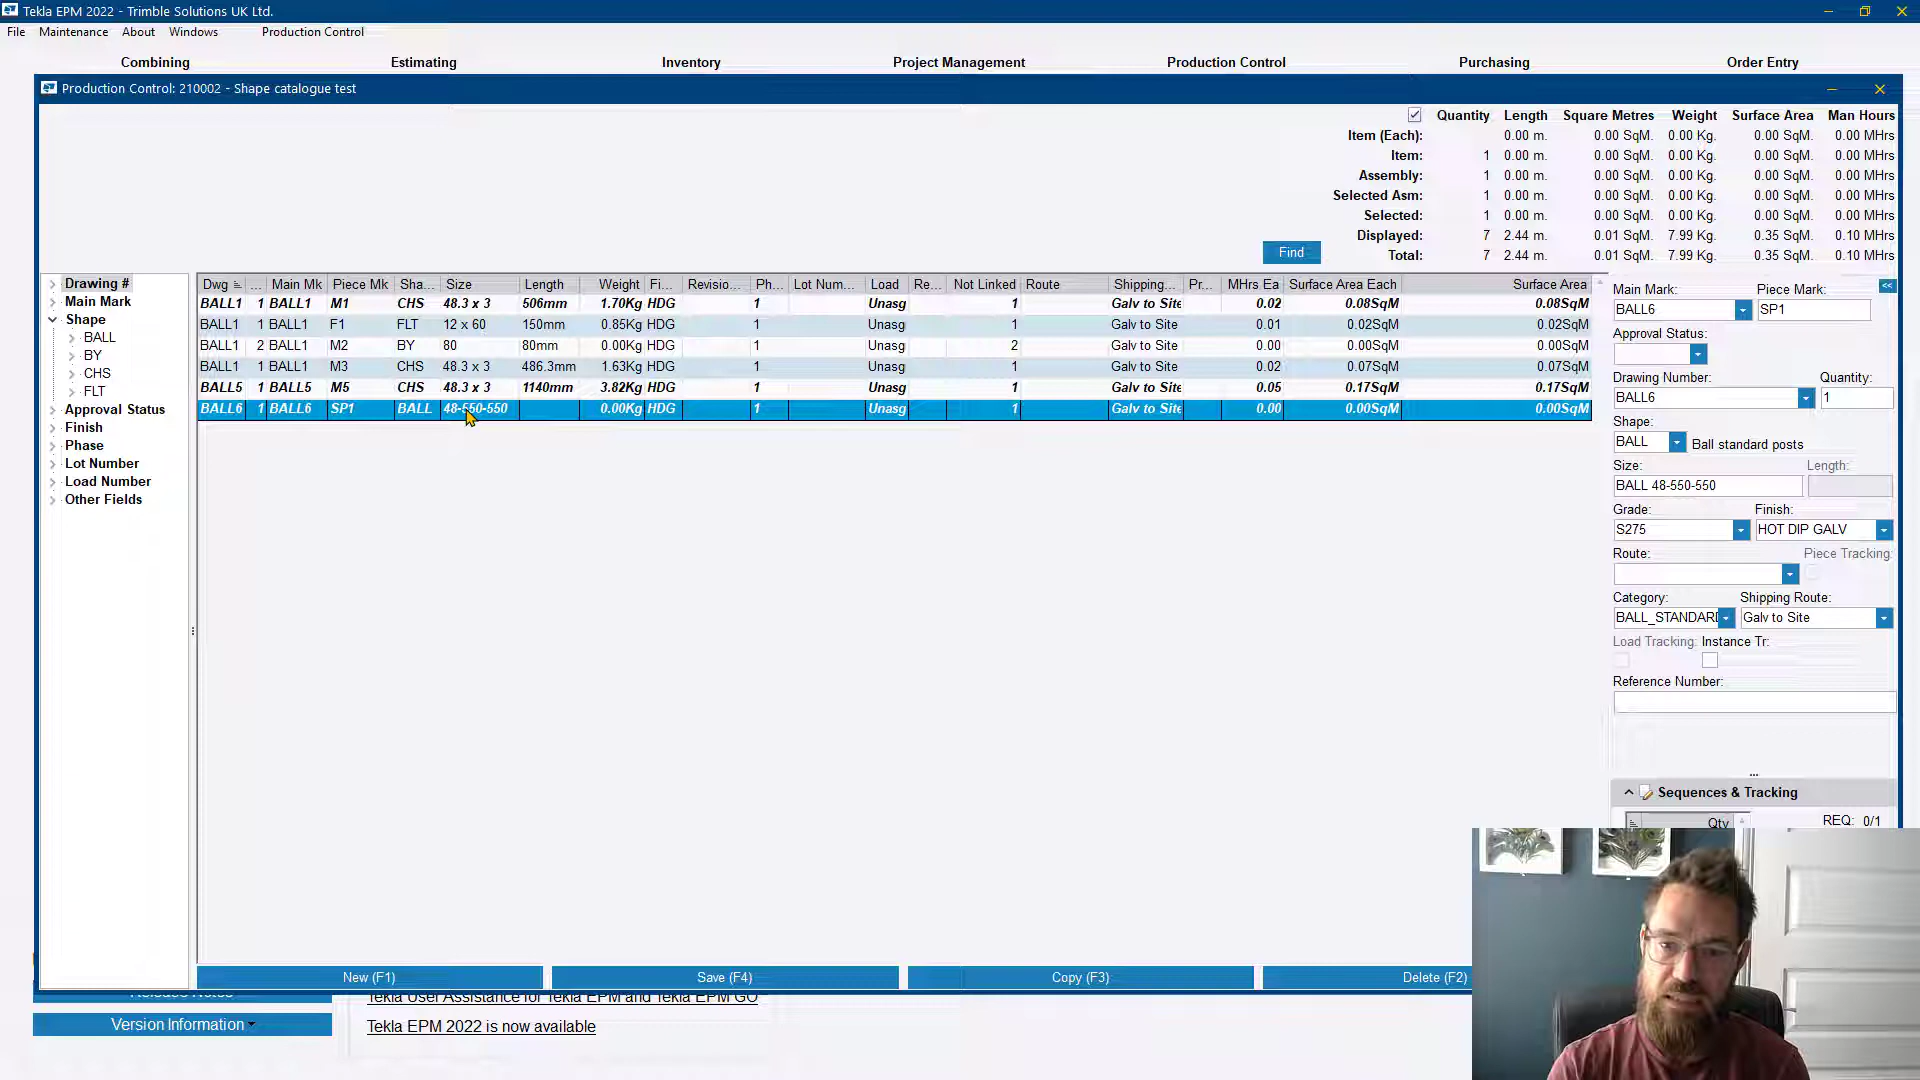 Tekla EPM 2022 - Trimble Solutions UK Ltd.
File Maintenance About Windows Production Control
Combining Estimating Inventory Project Management Production Control Purchasing Order Entry
Production Control: 210002 - Shape catalogue test
Quantity Length Square Metres Weight Surface Area Man Hours
Item (Each): 0.00 m. 0.00 SqM. 0.00 Kg. 0.00 SqM. 0.00 MHrs
Item: 1 0.00 m. 0.00 SqM. 0.00 Kg. 0.00 SqM. 0.00 MHrs
Assembly: 1 0.00 m. 0.00 SqM. 0.00 Kg. 0.00 SqM. 0.00 MHrs
Selected Asm: 1 0.00 m. 0.00 SqM. 0.00 Kg. 0.00 SqM. 0.00 MHrs
Selected: 1 0.00 m. 0.00 SqM. 0.00 Kg. 0.00 SqM. 0.00 MHrs
Find Displayed: 7 2.44 m. 0.01 SqM. 7.99 Kg. 0.35 SqM. 0.10 MHrs
Total: 7 2.44 m. 0.01 SqM. 7.99 Kg. 0.35 SqM. 0.10 MHrs
Drawing #
Main Mark
Shape
BALL
BY
CHS
FLT
Approval Status
Finish
Phase
Lot Number
Load Number
Other Fields
Dwg ... Main Mk Piece Mk Sha... Size Length Weight Fi... Revisio... Ph... Lot Num... Load Re... Not Linked Route Shipping... Pr... MHrs Ea Surface Area Each Surface Area
BALL1 1 BALL1 M1 CHS 48.3 x 3 506mm 1.70Kg HDG 1 Unasg 1 Galv to Site 0.02 0.08SqM 0.08SqM
BALL1 1 BALL1 F1 FLT 12 x 60 150mm 0.85Kg HDG 1 Unasg 1 Galv to Site 0.01 0.02SqM 0.02SqM
BALL1 2 BALL1 M2 BY 80 80mm 0.00Kg HDG 1 Unasg 2 Galv to Site 0.00 0.00SqM 0.00SqM
BALL1 1 BALL1 M3 CHS 48.3 x 3 486.3mm 1.63Kg HDG 1 Unasg 1 Galv to Site 0.02 0.07SqM 0.07SqM
BALL5 1 BALL5 M5 CHS 48.3 x 3 1140mm 3.82Kg HDG 1 Unasg 1 Galv to Site 0.05 0.17SqM 0.17SqM
BALL6 1 BALL6 SP1 BALL 48-550-550 0.00Kg HDG 1 Unasg 1 Galv to Site 0.00 0.00SqM 0.00SqM
<<
Main Mark: Piece Mark:
BALL6 SP1
Approval Status:
Drawing Number: Quantity:
BALL6 1
Shape:
BALL Ball standard posts
Size: Length:
BALL 48-550-550
Grade: Finish:
S275 HOT DIP GALV
Route: Piece Tracking:
Category: Shipping Route:
BALL_STANDARD Galv to Site
Load Tracking: Instance Tr:
Reference Number:
...
Sequences & Tracking
Qty REQ: 0/1
New (F1) Save (F4) Copy (F3) Delete (F2)
Release Notes Tekla User Assistance for Tekla EPM and Tekla EPM GO
Version Information Tekla EPM 2022 is now available